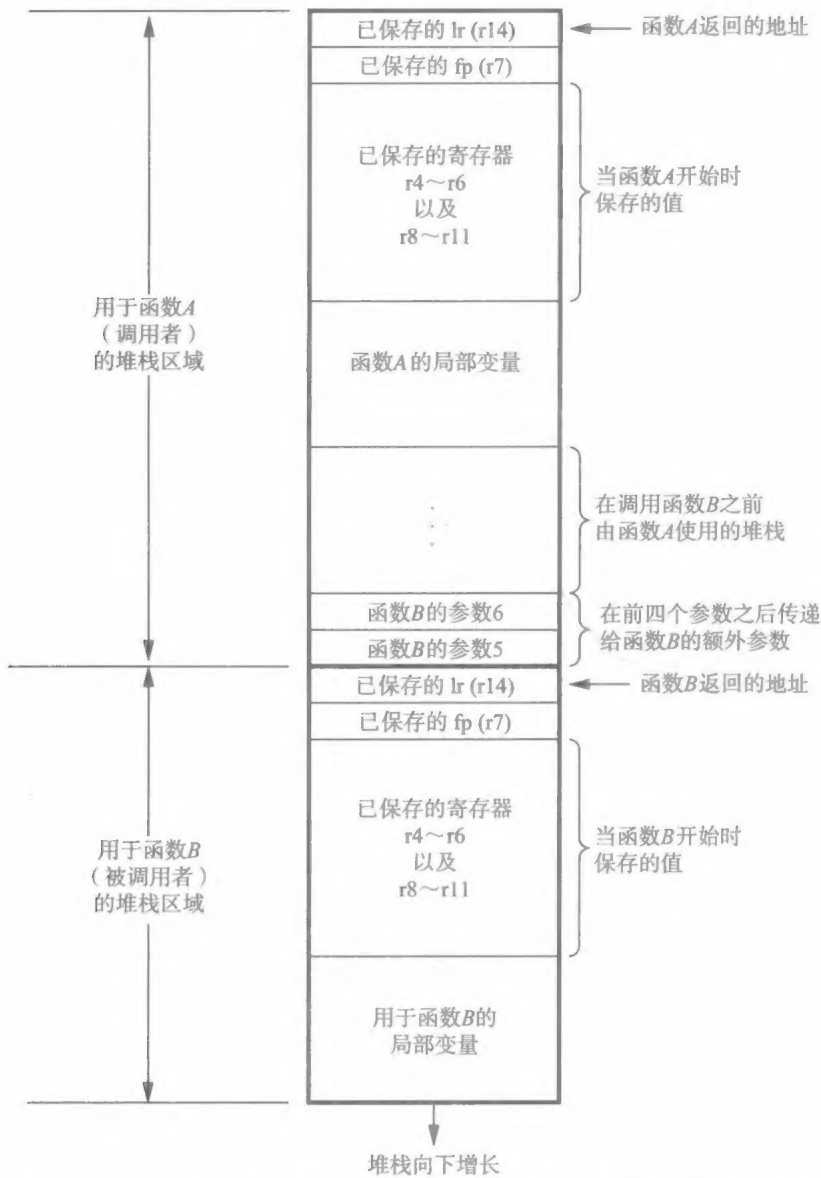 已保存的 lr (r14)
函数A返回的地址
已保存的 fp (r7)
已保存的寄存器
r4～r6
以及
r8～r11
当函数A开始时
保存的值
用于函数A
（调用者）
的堆栈区域
函数A的局部变量
在调用函数B之前
由函数A使用的堆栈
函数B的参数6
函数B的参数5
在前四个参数之后传递
给函数B的额外参数
已保存的 lr (r14)
函数B返回的地址
已保存的 fp (r7)
已保存的寄存器
r4～r6
以及
r8～r11
当函数B开始时
保存的值
用于函数B
（被调用者）
的堆栈区域
用于函数B的
局部变量
堆栈向下增长